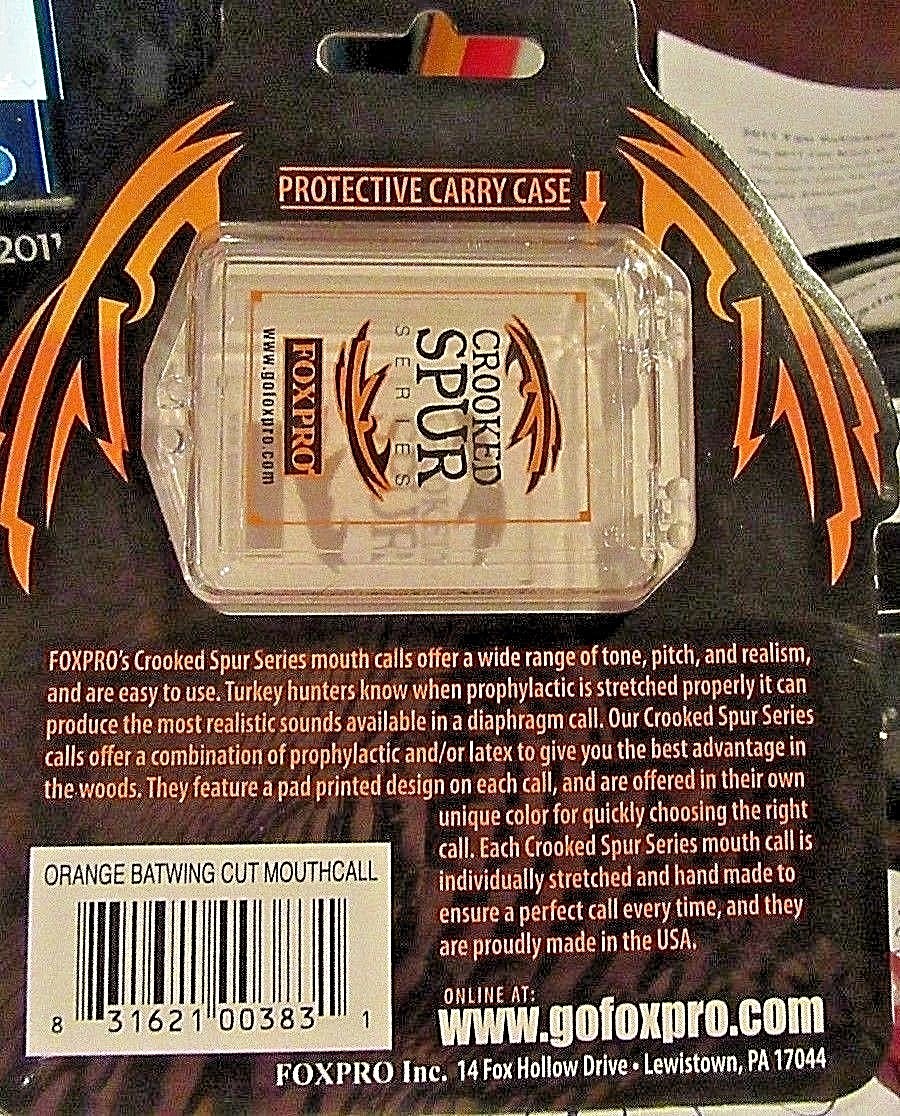 PROTECTIVE CARRY CASE
2011
CROOKED
SPUR
SERIES
FOXPRO
www.gofoxpro.com
FOXPRO's Crooked Spur Series mouth calls offer a wide range of tone, pitch, and realism,
and are easy to use. Turkey hunters know when prophylactic is stretched properly it can
produce the most realistic sounds available in a diaphragm call. Our Crooked Spur Series
calls offer a combination of prophylactic and/or latex to give you the best advantage in
the woods. They feature a pad printed design on each call, and are offered in their own
unique color for quickly choosing the right
call. Each Crooked Spur Series mouth call is
individually stretched and hand made to
ensure a perfect call every time, and they
are proudly made in the USA.
ORANGE BATWING CUT MOUTHCALL
8 31621 00383 1
ONLINE AT:
www.gofoxpro.com
FOXPRO Inc. 14 Fox Hollow Drive • Lewistown, PA 17044